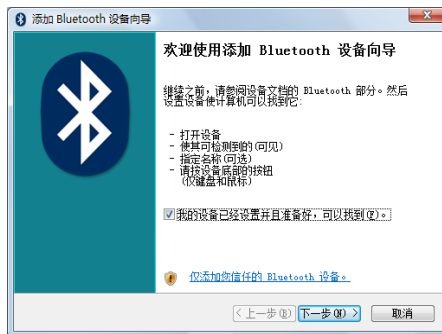 添加 Bluetooth 设备向导
欢迎使用添加 Bluetooth 设备向导
继续之前，请参阅设备文档的 Bluetooth 部分。然后
设置设备使计算机可以找到它:
- 打开设备
- 使其可检测到的(可见)
- 指定名称(可选)
- 请按设备底部的按钮
(仅键盘和鼠标)
我的设备已经设置并且准备好，可以找到(F)。
仅添加您信任的 Bluetooth 设备。
< 上一步(B) 下一步(N) > 取消